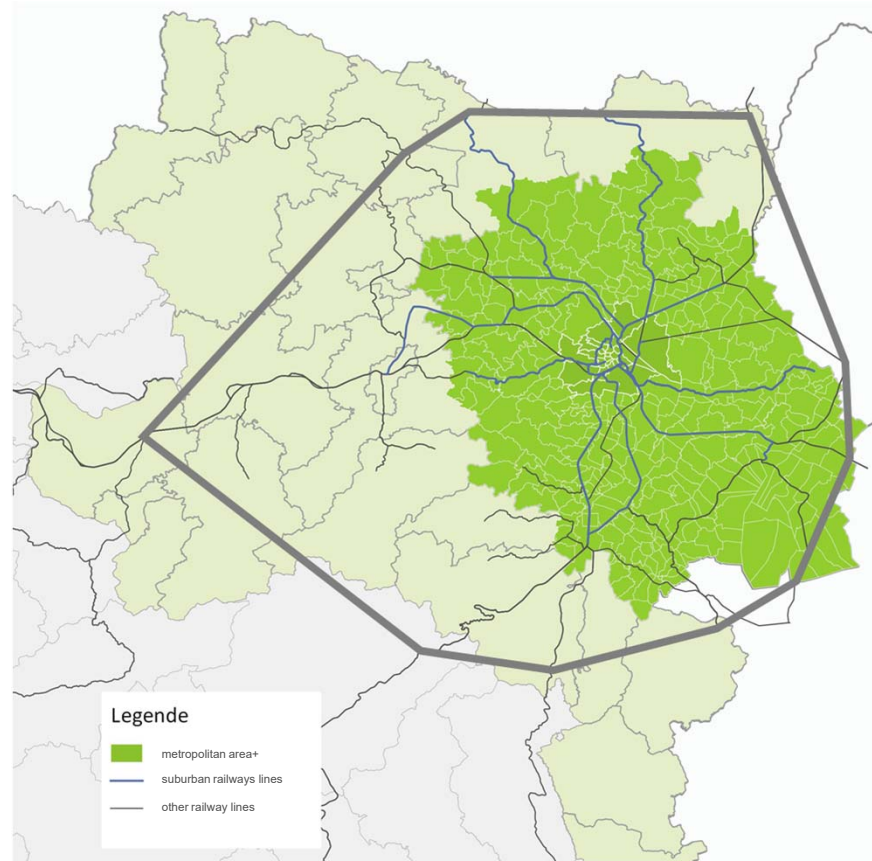 Legende
metropolitan area+
suburban railways lines
other railway lines